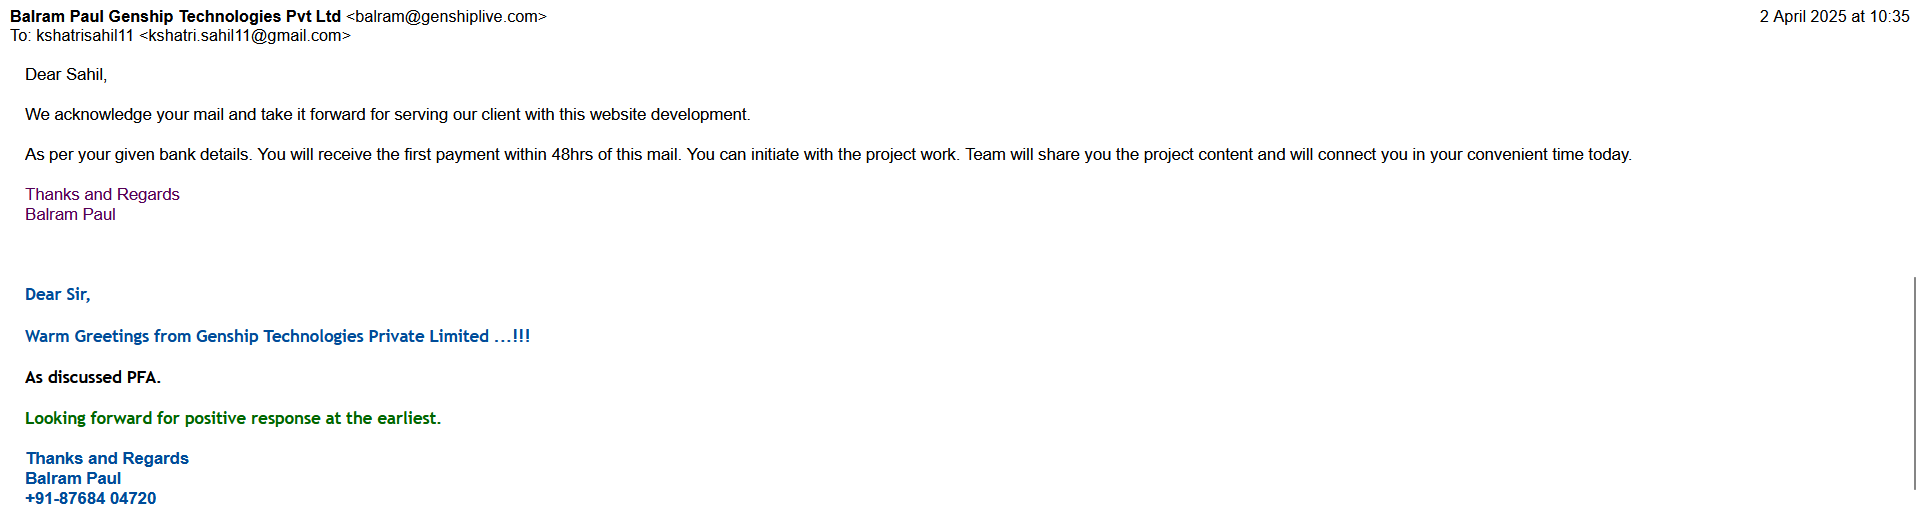 Balram Paul Genship Technologies Pvt Ltd <balram@genshiplive.com> 2 April 2025 at 10:35
To: kshatrisahil11 <kshatri.sahil11@gmail.com>
Dear Sahil,
We acknowledge your mail and take it forward for serving our client with this website development.
As per your given bank details. You will receive the first payment within 48hrs of this mail. You can initiate with the project work. Team will share you the project content and will connect you in your convenient time today.
Thanks and Regards
Balram Paul
Dear Sir,
Warm Greetings from Genship Technologies Private Limited ...!!!
As discussed PFA.
Looking forward for positive response at the earliest.
Thanks and Regards
Balram Paul
+91-87684 04720